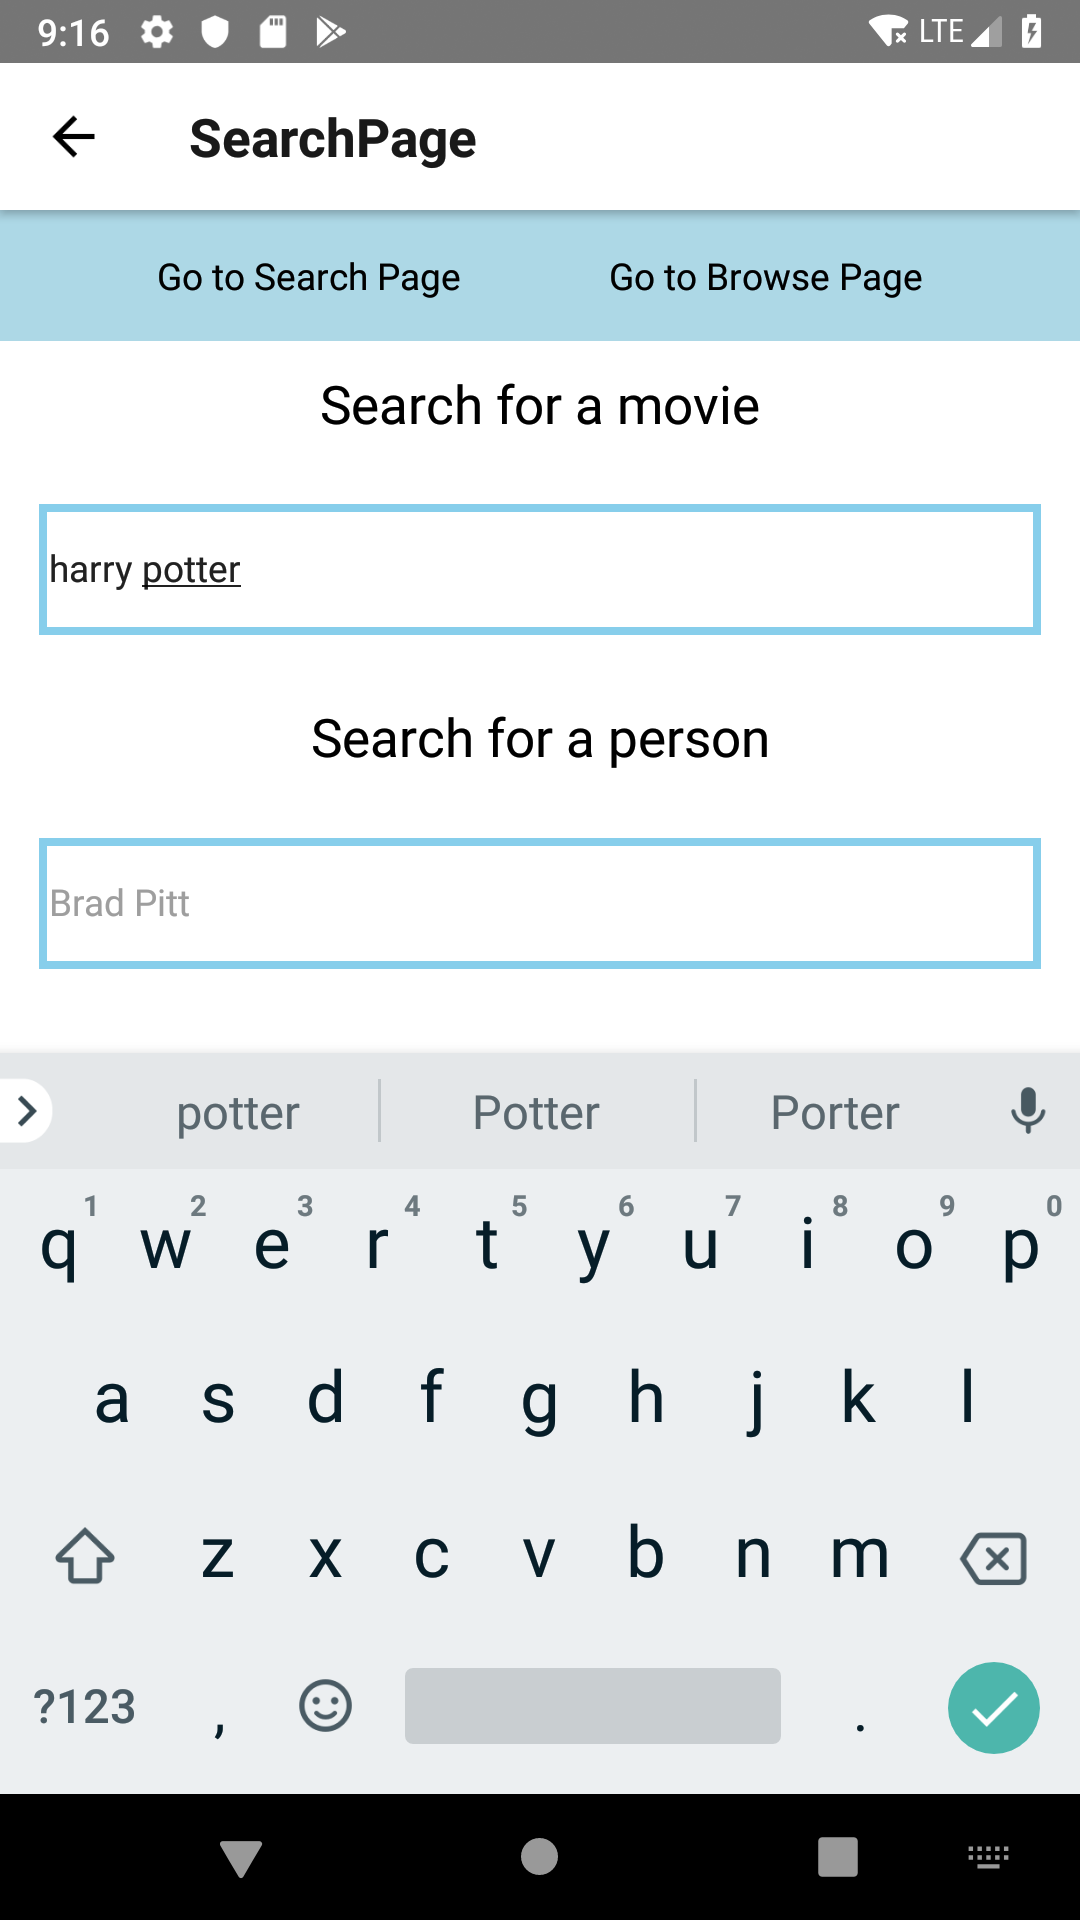 9:16 LTE
SearchPage
Go to Search Page Go to Browse Page
Search for a movie
harry potter
Search for a person
Brad Pitt
potter Potter Porter
1 2 3 4 5 6 7 8 9 0
q w e r t y u i o p
a s d f g h j k l
z x c v b n m
?123 , .